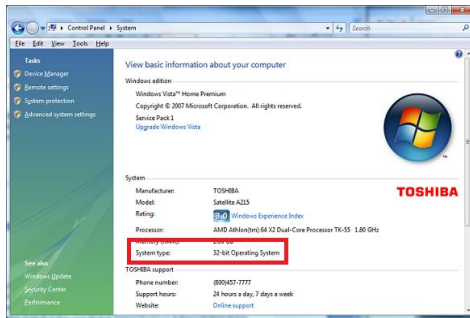 Control Panel ▸ System
Search
File Edit View Tools Help
Tasks
Device Manager
Remote settings
System protection
Advanced system settings
See also
Windows Update
Security Center
Performance
View basic information about your computer
Windows edition
Windows Vista™ Home Premium
Copyright © 2007 Microsoft Corporation. All rights reserved.
Service Pack 1
Upgrade Windows Vista
System
Manufacturer: TOSHIBA
Model: Satellite A215
Rating: Windows Experience Index
Processor: AMD Athlon(tm) 64 X2 Dual-Core Processor TK-55 1.80 GHz
System type: 32-bit Operating System
TOSHIBA
TOSHIBA support
Phone number: (800)457-7777
Support hours: 24 hours a day, 7 days a week
Website: Online support